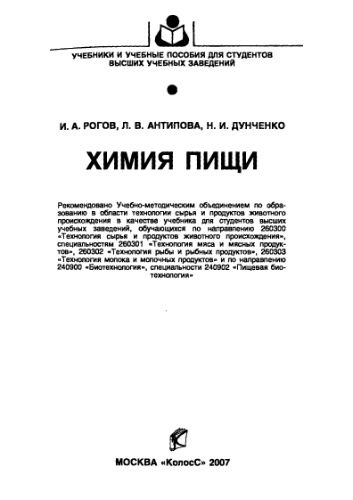 УЧЕБНИКИ И УЧЕБНЫЕ ПОСОБИЯ ДЛЯ СТУДЕНТОВ
ВЫСШИХ УЧЕБНЫХ ЗАВЕДЕНИЙ
И. А. РОГОВ, Л. В. АНТИПОВА, Н. И. ДУНЧЕНКО
ХИМИЯ ПИЩИ
Рекомендовано Учебно-методическим объединением по обра-
зованию в области технологии сырья и продуктов животного
происхождения в качестве учебника для студентов высших
учебных заведений, обучающихся по направлению 260300
«Технология сырья и продуктов животного происхождения»,
специальностям 260301 «Технология мяса и мясных продук-
тов», 260302 «Технология рыбы и рыбных продуктов», 260303
«Технология молока и молочных продуктов» и по направлению
240900 «Биотехнология», специальности 240902 «Пищевая био-
технология»
МОСКВА «КолосС» 2007